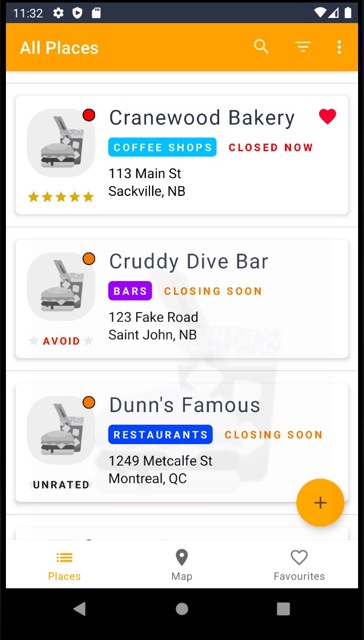 11:32
All Places
Cranewood Bakery
COFFEE SHOPS CLOSED NOW
113 Main St
Sackville, NB
Cruddy Dive Bar
BARS CLOSING SOON
123 Fake Road
Saint John, NB
AVOID
Dunn's Famous
RESTAURANTS CLOSING SOON
1249 Metcalfe St
Montreal, QC
UNRATED
Places Map Favourites